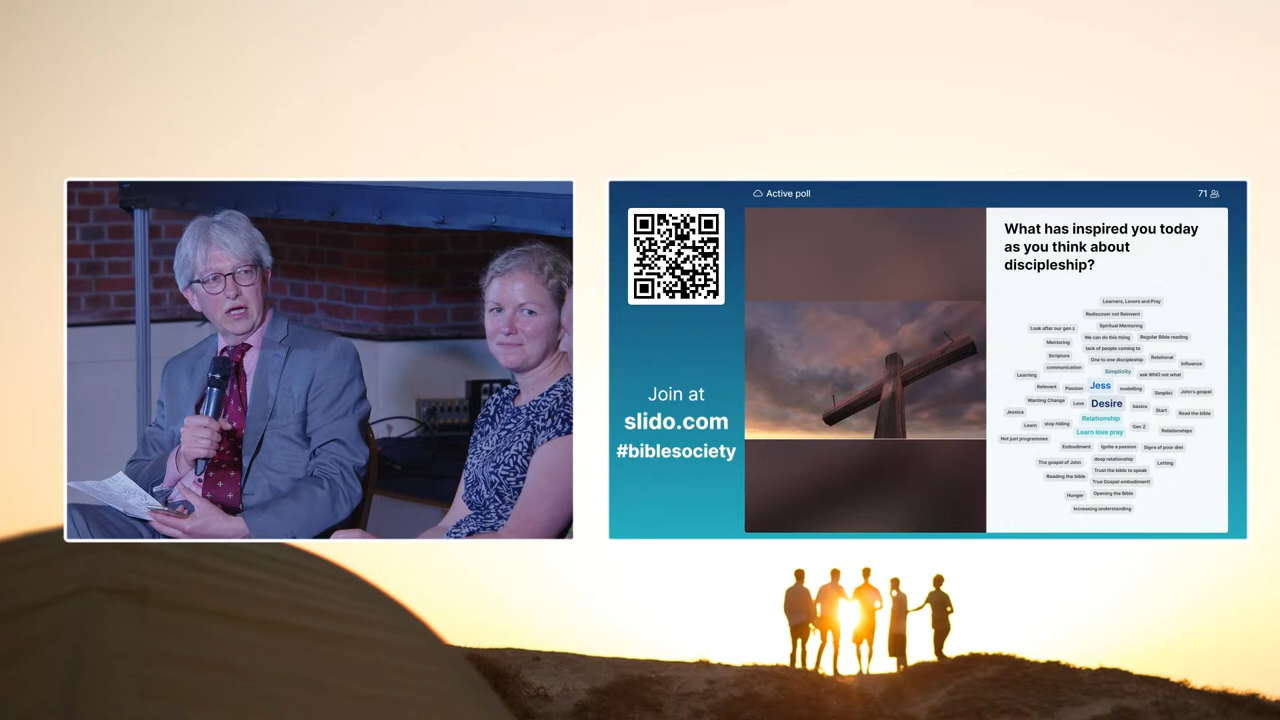 Active poll
71
What has inspired you today
as you think about
discipleship?
Join at
slido.com
#biblesociety
Learners, Lovers and Pray
Rediscover not Reinvent
Look after our gen z
Spiritual Mentoring
We can do this thing
Regular Bible reading
Mentoring
lack of people coming to
Scripture
One to one discipleship
Relational
Influence
communication
Simplicity
ask WHO not what
Learning
Relevant
Passion
Jess
modelling
Simplici
John's gospel
Wanting Change
Love
Desire
basics
Start
Read the bible
Jessica
Relationship
Learn
stop hiding
Gen Z
Relationships
Learn love pray
Not just programmes
Embodiment
Ignite a passion
Signs of poor diet
The gospel of John
deep relationship
Letting
Trust the bible to speak
Reading the bible
True Gospel embodiment!
Hunger
Opening the Bible
Increasing understanding